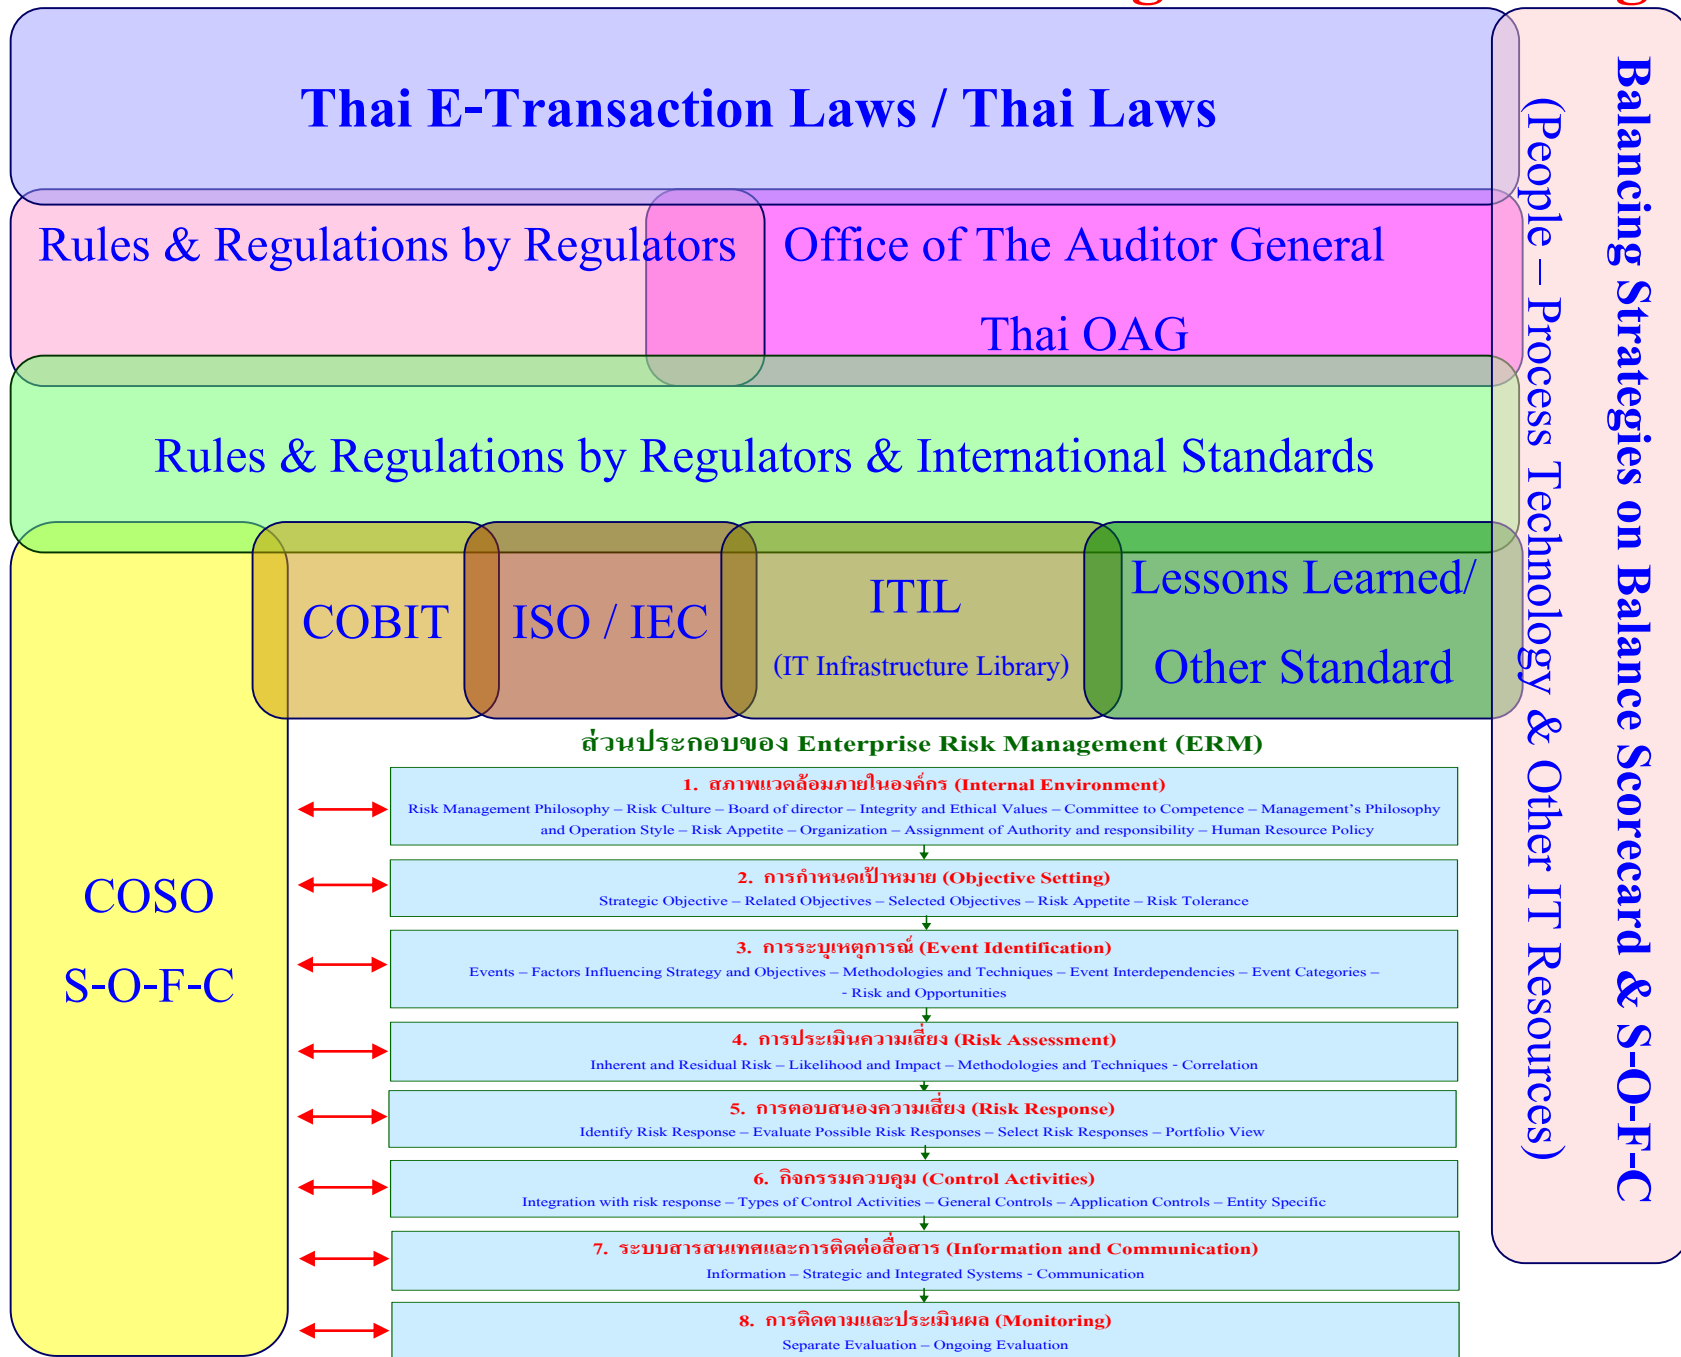 Thai E-Transaction Laws / Thai Laws
Rules & Regulations by Regulators
Office of The Auditor General
Thai OAG
Rules & Regulations by Regulators & International Standards
COBIT
ISO / IEC
ITIL
(IT Infrastructure Library)
Lessons Learned/
Other Standard
COSO
S-O-F-C
ส่วนประกอบของ Enterprise Risk Management (ERM)
1. สภาพแวดล้อมภายในองค์กร (Internal Environment)
Risk Management Philosophy – Risk Culture – Board of director – Integrity and Ethical Values – Committee to Competence – Management’s Philosophy
and Operation Style – Risk Appetite – Organization – Assignment of Authority and responsibility – Human Resource Policy
2. การกำหนดเป้าหมาย (Objective Setting)
Strategic Objective – Related Objectives – Selected Objectives – Risk Appetite – Risk Tolerance
3. การระบุเหตุการณ์ (Event Identification)
Events – Factors Influencing Strategy and Objectives – Methodologies and Techniques – Event Interdependencies – Event Categories –
- Risk and Opportunities
4. การประเมินความเสี่ยง (Risk Assessment)
Inherent and Residual Risk – Likelihood and Impact – Methodologies and Techniques - Correlation
5. การตอบสนองความเสี่ยง (Risk Response)
Identify Risk Response – Evaluate Possible Risk Responses – Select Risk Responses – Portfolio View
6. กิจกรรมควบคุม (Control Activities)
Integration with risk response – Types of Control Activities – General Controls – Application Controls – Entity Specific
7. ระบบสารสนเทศและการติดต่อสื่อสาร (Information and Communication)
Information – Strategic and Integrated Systems - Communication
8. การติดตามและประเมินผล (Monitoring)
Separate Evaluation – Ongoing Evaluation
Balancing Strategies on Balance Scorecard & S-O-F-C
(People – Process Technology & Other IT Resources)